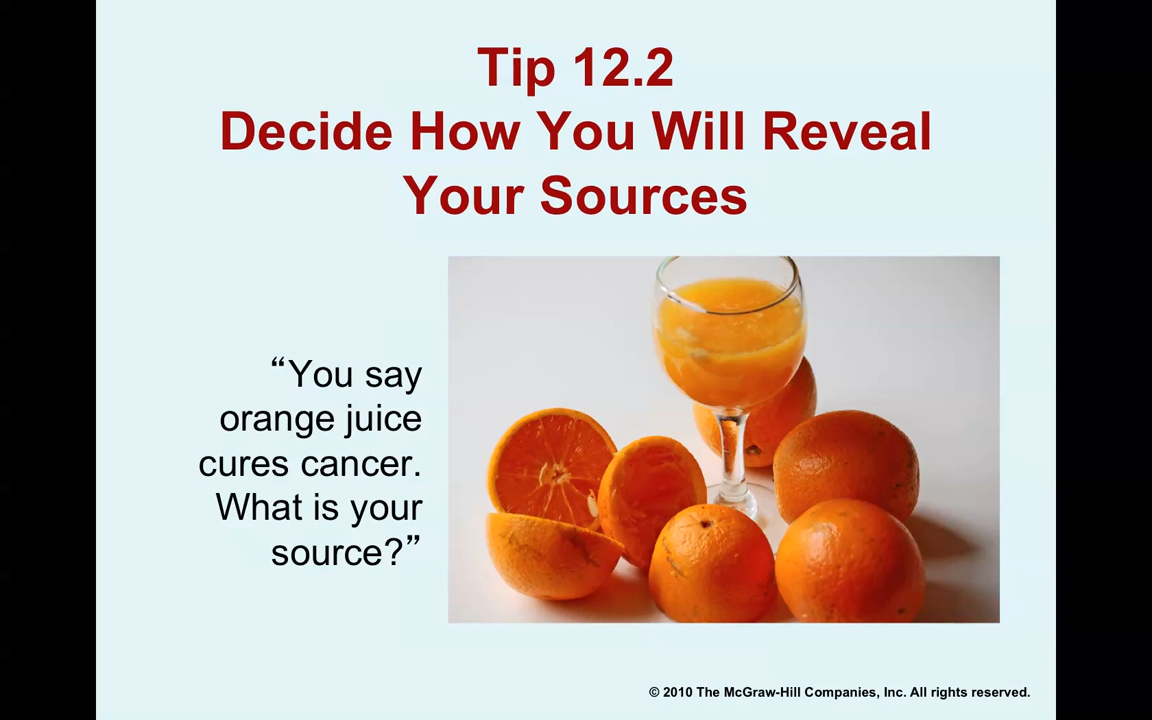 Tip 12.2
Decide How You Will Reveal
Your Sources
“You say
orange juice
cures cancer.
What is your
source?”
© 2010 The McGraw-Hill Companies, Inc. All rights reserved.